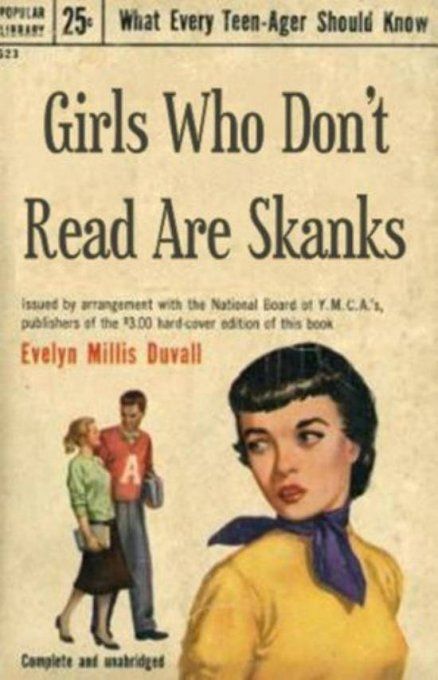 POPULAR
LIBRARY
25¢
What Every Teen-Ager Should Know
523
Girls Who Don't
Read Are Skanks
issued by arrangement with the National Board of Y.M.C.A.'s,
publishers of the $3.00 hard-cover edition of this book
Evelyn Millis Duvall
A
Complete and unabridged